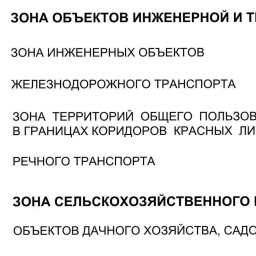 ЗОНА ОБЪЕКТОВ ИНЖЕНЕРНОЙ И
ЗОНА ИНЖЕНЕРНЫХ ОБЪЕКТОВ
ЖЕЛЕЗНОДОРОЖНОГО ТРАНСПОРТА
ЗОНА ТЕРРИТОРИЙ ОБЩЕГО ПОЛЬЗОВ
В ГРАНИЦАХ КОРИДОРОВ КРАСНЫХ ЛИ
РЕЧНОГО ТРАНСПОРТА
ЗОНА СЕЛЬСКОХОЗЯЙСТВЕННОГО
ОБЪЕКТОВ ДАЧНОГО ХОЗЯЙСТВА, САДО